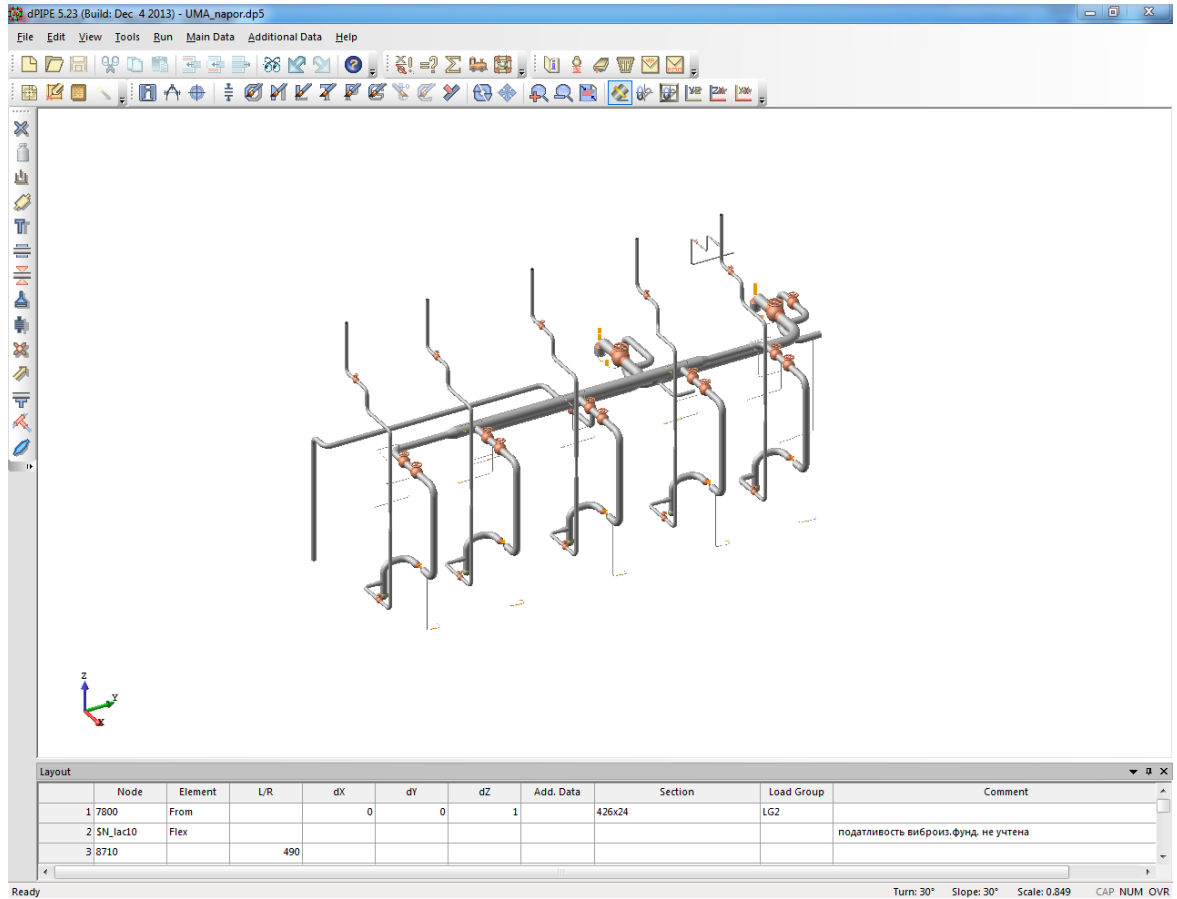 dPIPE 5.23 (Build: Dec 4 2013) - UMA_napor.dp5
File Edit View Tools Run Main Data Additional Data Help
Z
Y
X
Layout
Node Element L/R dX dY dZ Add. Data Section Load Group Comment
1 7800 From 0 0 1 426x24 LG2
2 $N_lac10 Flex податливость виброиз.фунд. не учтена
3 8710 490
Ready Turn: 30° Slope: 30° Scale: 0.849 CAP NUM OVR